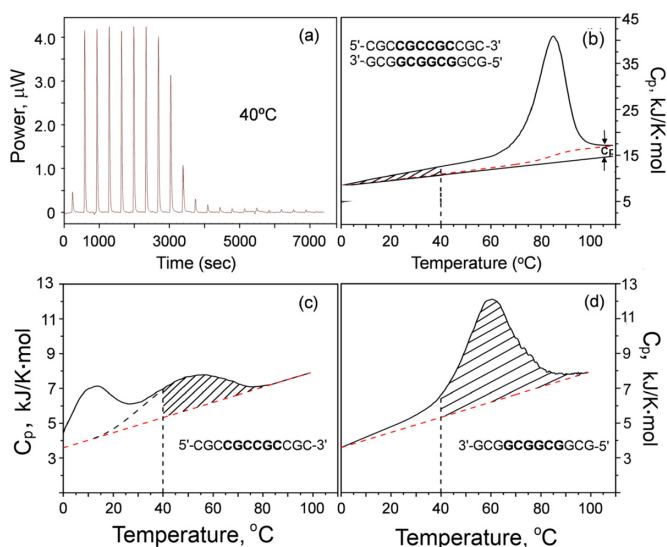 (a)
4.0
3.0
2.0
1.0
0
Power, μW
40ºC
0 1000 3000 5000 7000
Time (sec)
(b)
5'-CGCCGCCGCCGC-3'
3'-GCGGCGGCGGCG-5'
45
35
25
15
5
Cp, kJ/K·mol
Cp
0 20 40 60 80 100
Temperature (ºC)
(c)
13
11
9
7
5
3
1
Cp, kJ/K·mol
5'-CGCCGCCGCCGC-3'
0 20 40 60 80 100
Temperature, ºC
(d)
13
11
9
7
5
3
1
Cp, kJ/K·mol
3'-GCGGCGGCGGCG-5'
0 20 40 60 80 100
Temperature, ºC